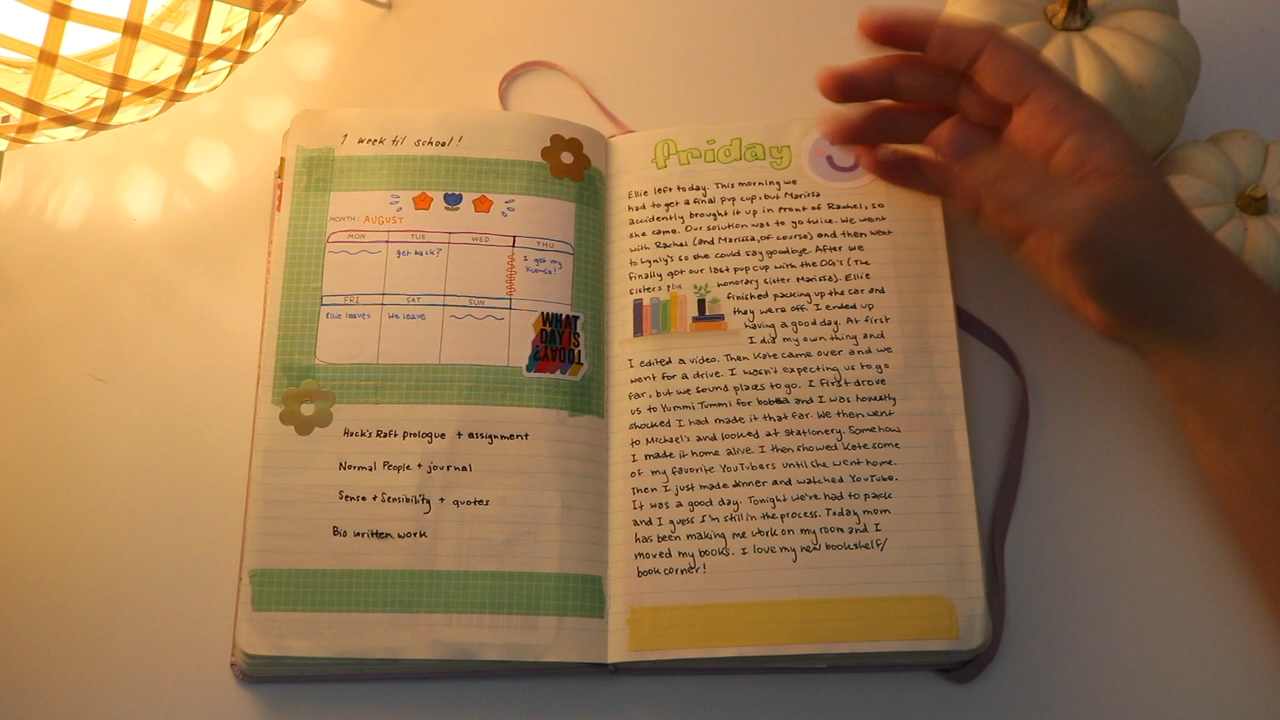 1 week til school!
MONTH: AUGUST
MON TUE WED THU
get back? I got my
license!
FRI SAT SUN
Ellie leaves We leave
WHAT
DAY IS
TODAY?
Huck's Raft prologue + assignment
Normal People + journal
Sense + Sensibility + quotes
Bio written work
friday
Ellie left today. This morning we
had to get a final pup cup, but Marissa
accidently brought it up in front of Rachel, so
she came. Our solution was to go twice. We went
with Rachel (and Marissa, of course) and then went
to Lynly's so she could say goodbye. After we
finally got our last pup cup with the OG's (the
sisters plus honorary sister Marissa). Ellie
finished packing up the car and
they were off. I ended up
having a good day. At first
I did my own thing and
I edited a video. Then Kate came over and we
went for a drive. I wasn't expecting us to go
far, but we found places to go. I first drove
us to Yummi Tummi for boba and I was honestly
shocked I had made it that far. We then went
to Michael's and looked at stationery. Somehow
I made it home alive. I then showed Kate some
of my favorite YouTubers until she went home.
Then I just made dinner and watched YouTube.
It was a good day. Tonight we've had to pack
and I guess I'm still in the process. Today mom
has been making me work on my room and I
moved my books. I love my new bookshelf/
book corner!